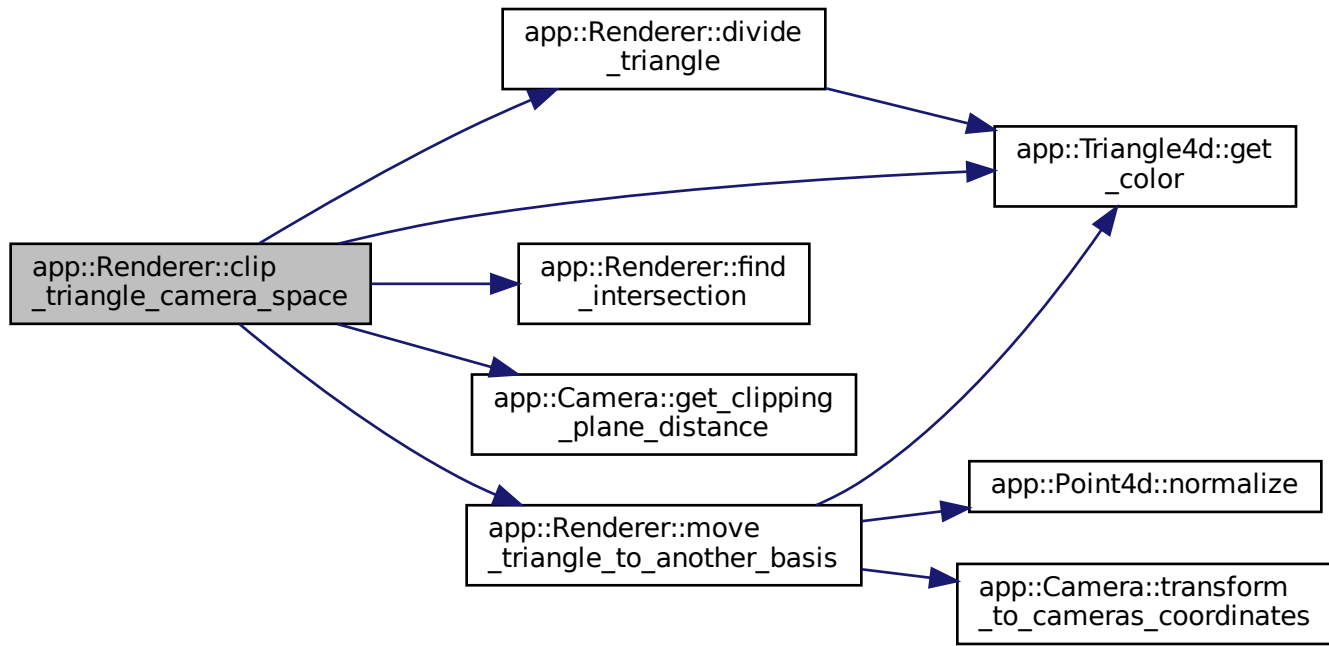 app::Renderer::divide
_triangle
app::Triangle4d::get
_color
app::Renderer::clip
_triangle_camera_space
app::Renderer::find
_intersection
app::Camera::get_clipping
_plane_distance
app::Point4d::normalize
app::Renderer::move
_triangle_to_another_basis
app::Camera::transform
_to_cameras_coordinates